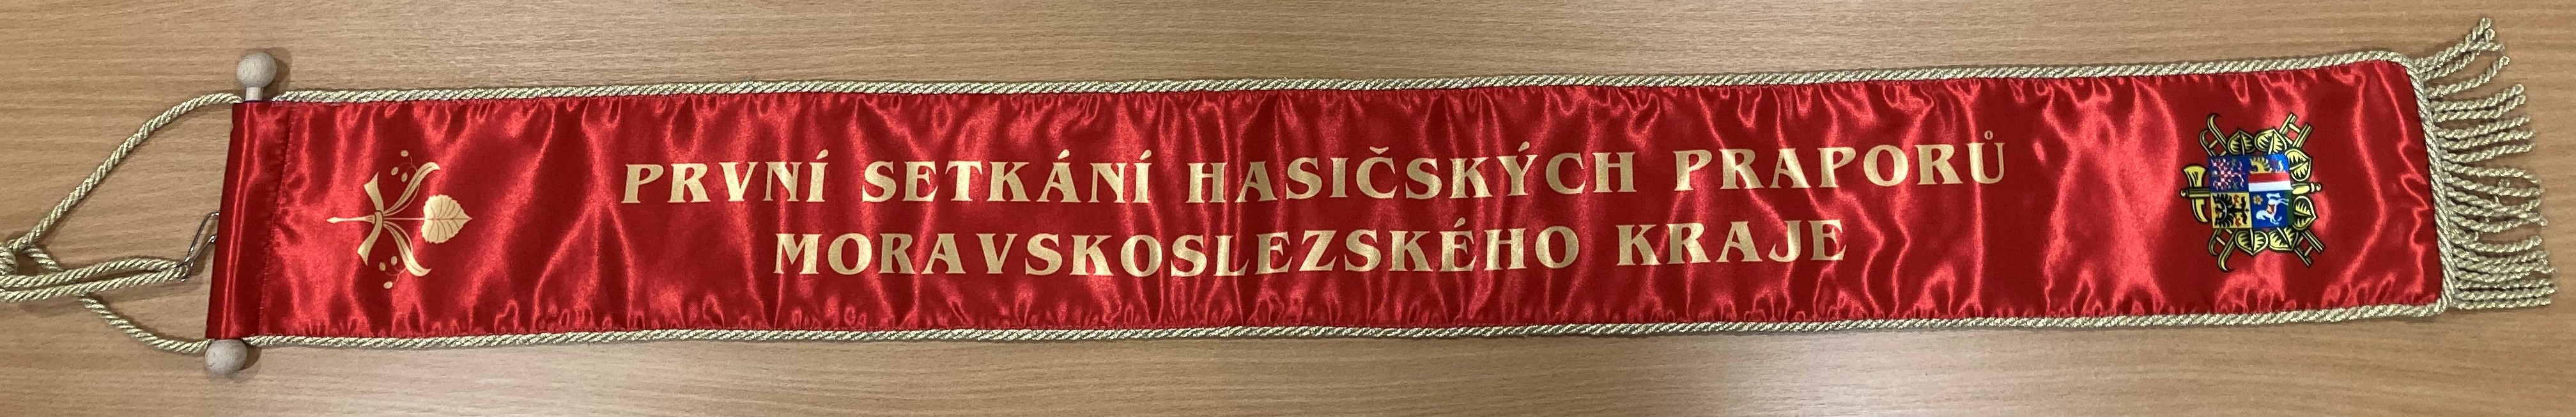 PRVNÍ SETKÁNÍ HASIČSKÝCH PRAPORŮ
MORAVSKOSLEZSKÉHO KRAJE